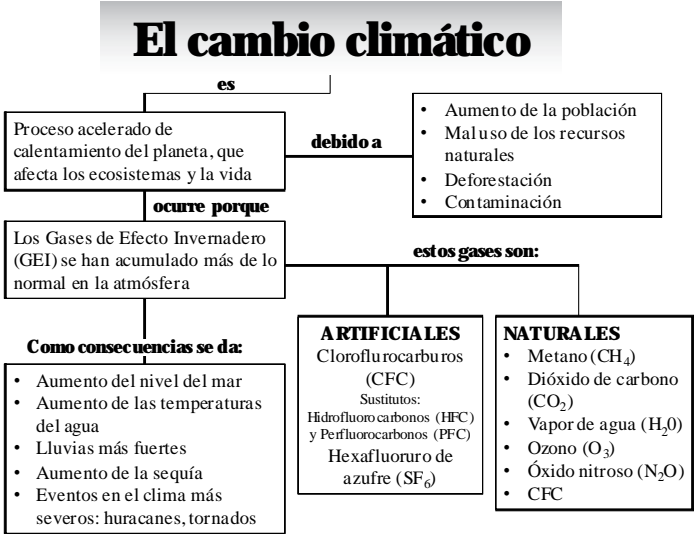 El cambio climático
es
Proceso acelerado de
calentamiento del planeta, que
afecta los ecosistemas y la vida
debido a
• Aumento de la población
• Mal uso de los recursos
naturales
• Deforestación
• Contaminación
ocurre porque
Los Gases de Efecto Invernadero
(GEI) se han acumulado más de lo
normal en la atmósfera
estos gases son:
Como consecuencias se da:
• Aumento del nivel del mar
• Aumento de las temperaturas
del agua
• Lluvias más fuertes
• Aumento de la sequía
• Eventos en el clima más
severos: huracanes, tornados
ARTIFICIALES
Cloroflurocarburos
(CFC)
Sustitutos:
Hidrofluorocarbonos (HFC)
y Perfluorocarbonos (PFC)
Hexafluoruro de
azufre (SF₆)
NATURALES
• Metano (CH₄)
• Dióxido de carbono
(CO₂)
• Vapor de agua (H₂0)
• Ozono (O₃)
• Óxido nitroso (N₂O)
• CFC